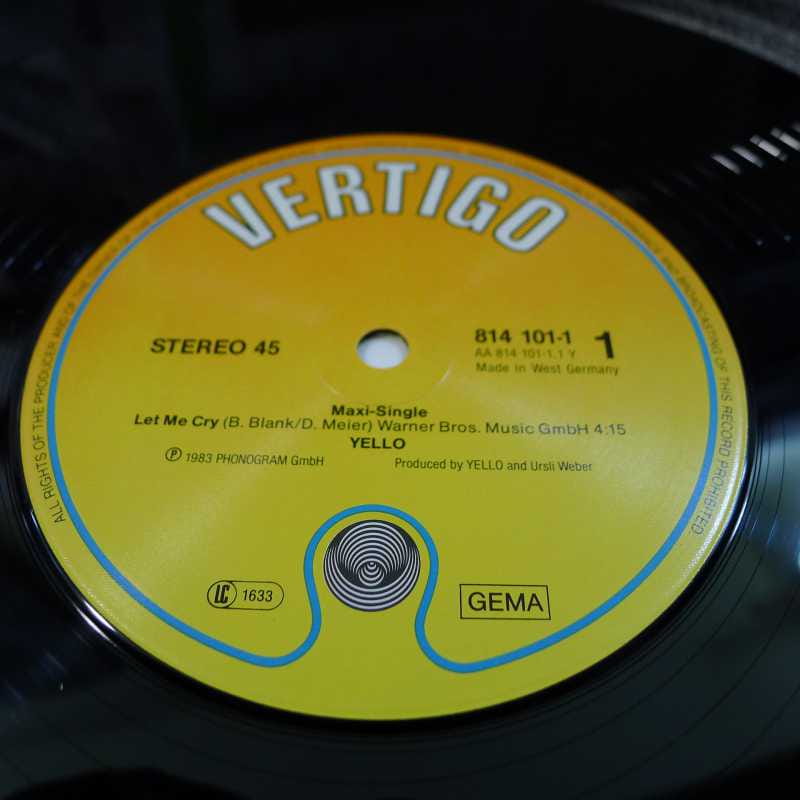 VERTIGO
STEREO 45
814 101-1 1
AA 814 101-1.1 Y
Made in West Germany
Maxi-Single
Let Me Cry (B. Blank/D. Meier) Warner Bros. Music GmbH 4:15
YELLO
Ⓟ 1983 PHONOGRAM GmbH
Produced by YELLO and Ursli Weber
LC 1633
GEMA
ALL RIGHTS OF THE PRODUCER AND OF THE
AND BROADCASTING OF THIS RECORD PROHIBITED